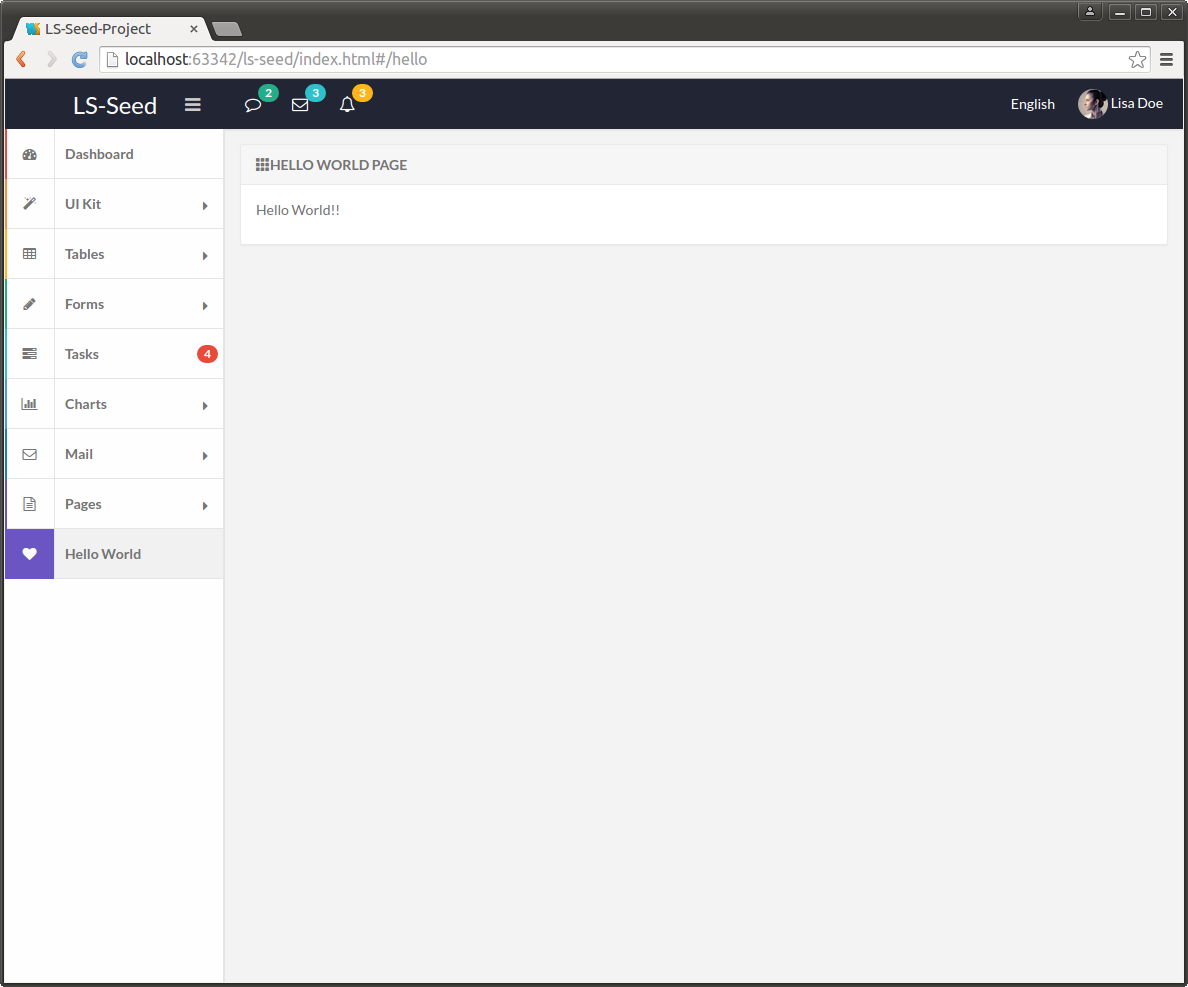 LS-Seed-Project
localhost:63342/ls-seed/index.html#/hello
LS-Seed 2 3 3 English Lisa Doe
Dashboard
UI Kit
Tables
Forms
Tasks 4
Charts
Mail
Pages
Hello World
HELLO WORLD PAGE
Hello World!!